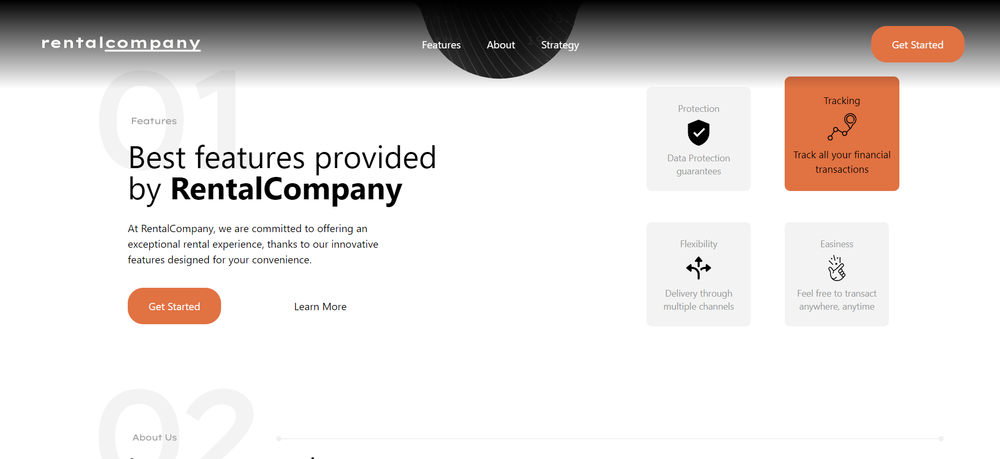 rentalcompany
Features
About
Strategy
Get Started
01
Features
Best features provided
by RentalCompany
At RentalCompany, we are committed to offering an
exceptional rental experience, thanks to our innovative
features designed for your convenience.
Get Started
Learn More
Protection
Data Protection
guarantees
Tracking
Track all your financial
transactions
Flexibility
Delivery through
multiple channels
Easiness
Feel free to transact
anywhere, anytime
02
About Us